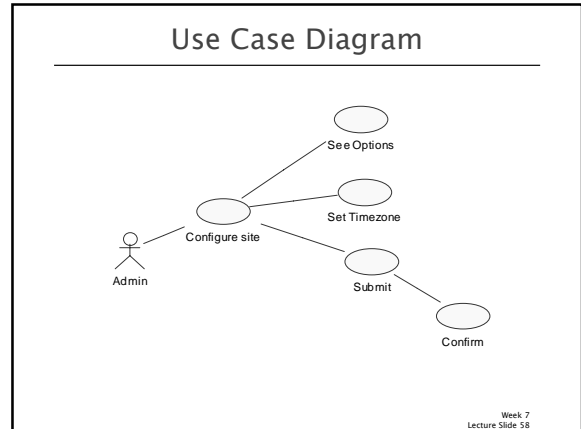 Use Case Diagram
See Options
Set Timezone
Configure site
Admin
Submit
Confirm
Week 7
Lecture Slide 58